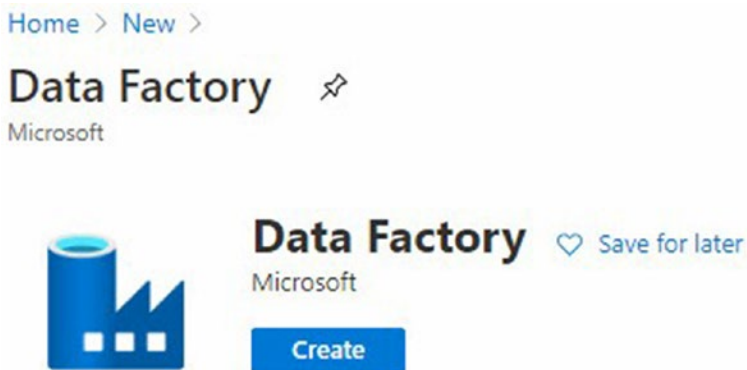 Home > New >
Data Factory
Microsoft
Data Factory Save for later
Microsoft
Create